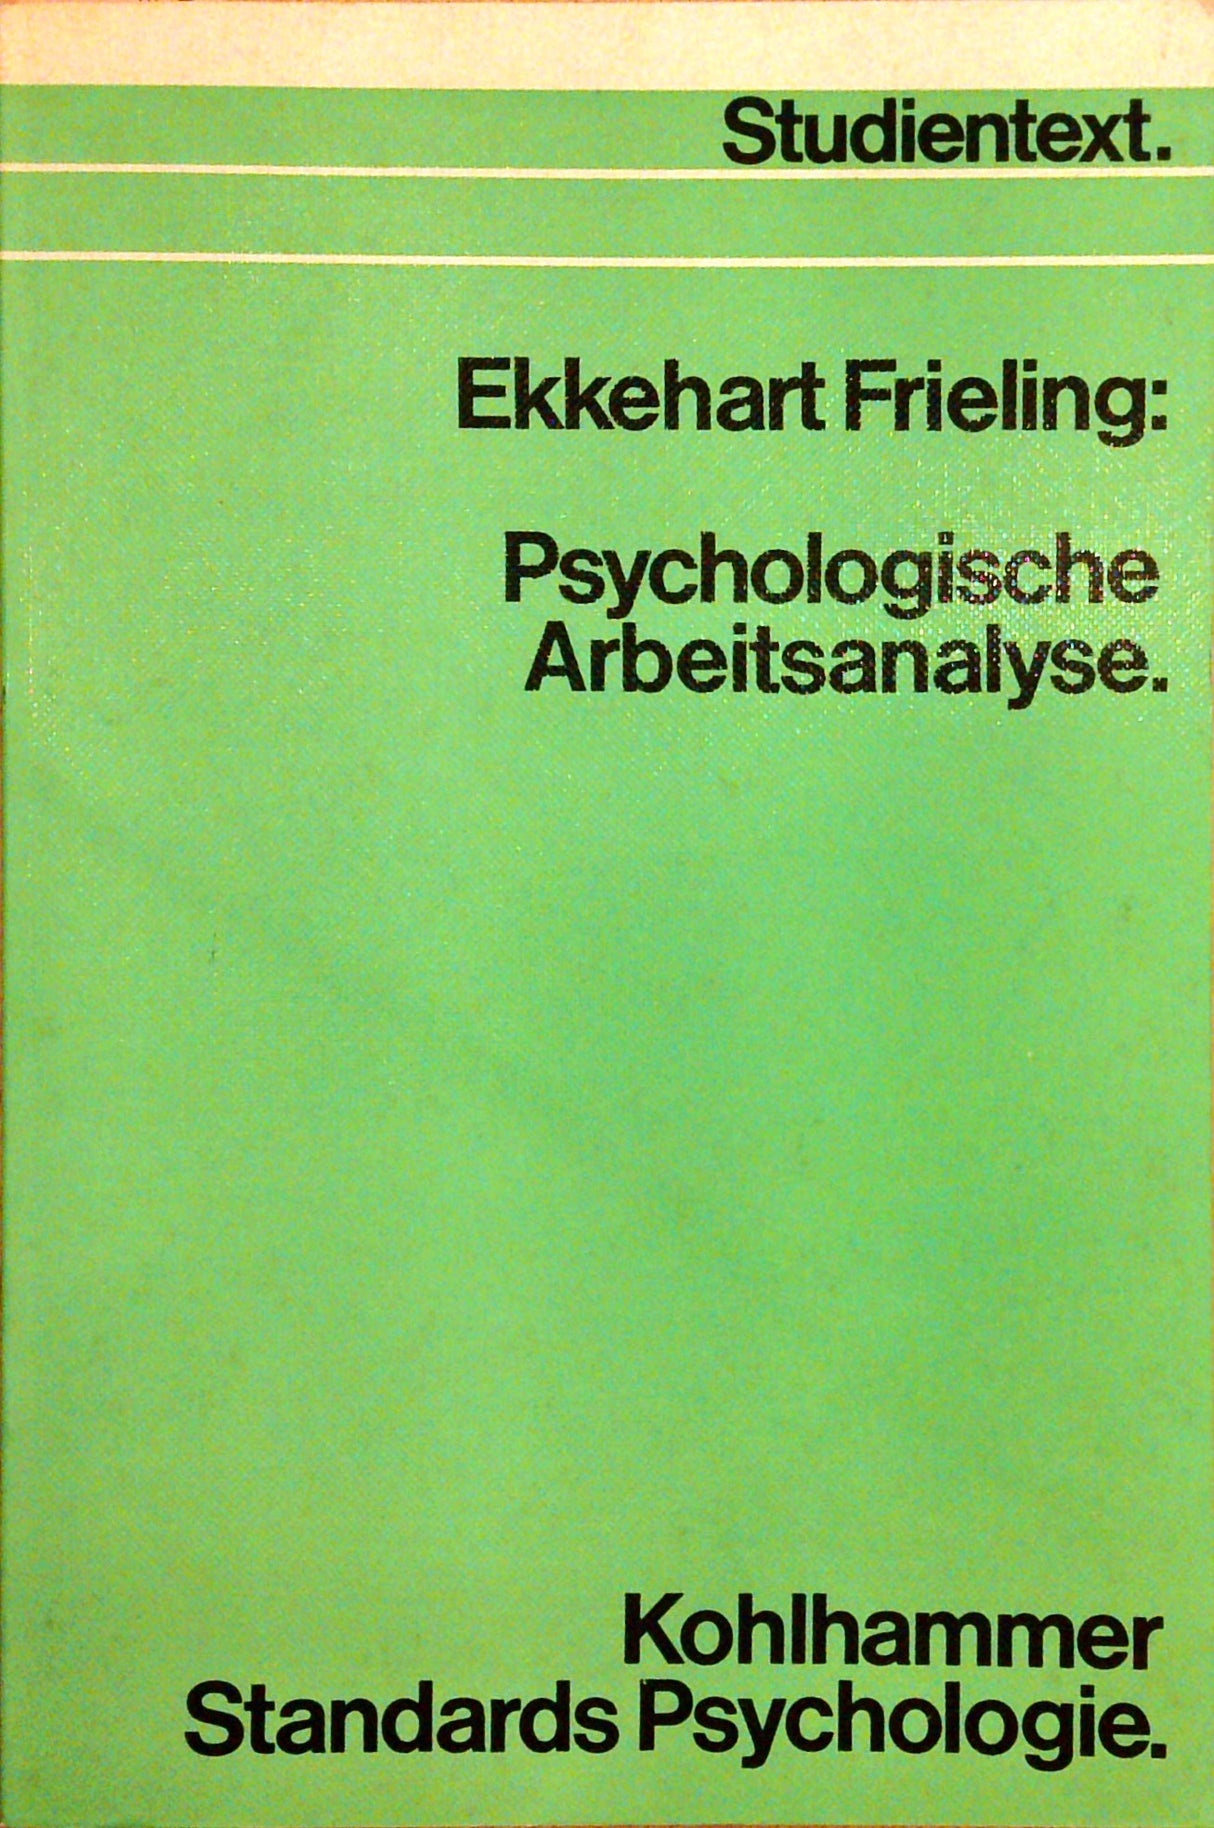 Studientext.
Ekkehart Frieling:
Psychologische
Arbeitsanalyse.
Kohlhammer
Standards Psychologie.